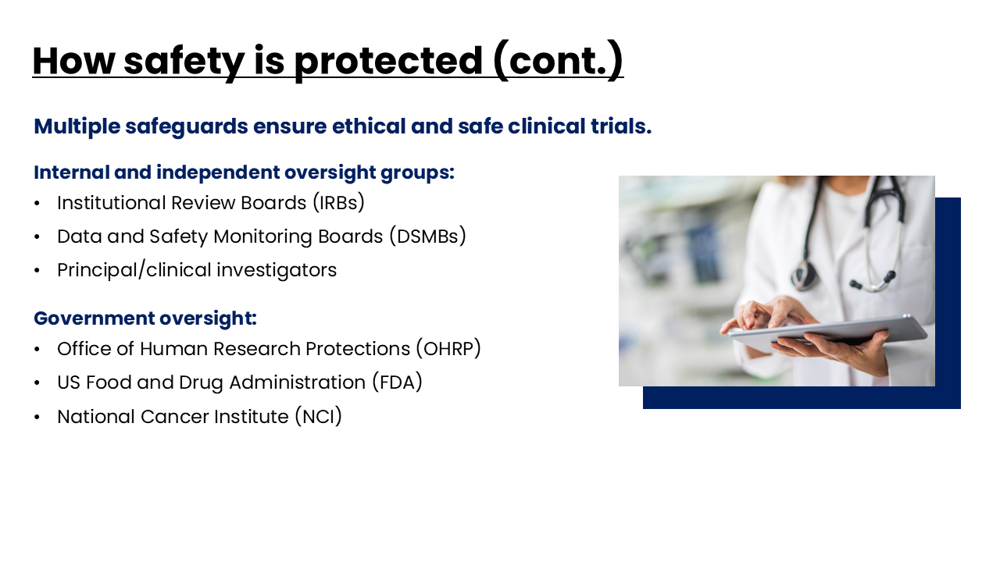 How safety is protected (cont.)
Multiple safeguards ensure ethical and safe clinical trials.
Internal and independent oversight groups:
• Institutional Review Boards (IRBs)
• Data and Safety Monitoring Boards (DSMBs)
• Principal/clinical investigators
Government oversight:
• Office of Human Research Protections (OHRP)
• US Food and Drug Administration (FDA)
• National Cancer Institute (NCI)